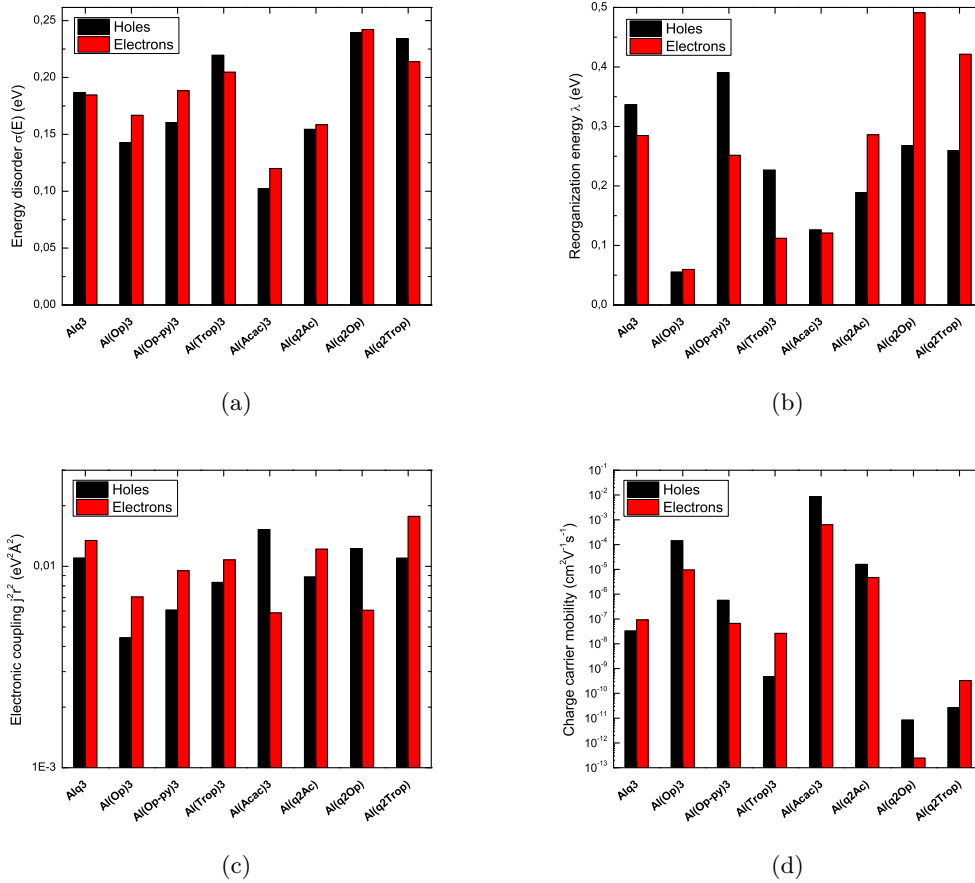 Energy disorder σ(E) (eV)
0,25
0,20
0,15
0,10
0,05
0,00
Holes
Electrons
Alq3
Al(Op)3
Al(Op-py)3
Al(Trop)3
Al(Acac)3
Al(q2Ac)
Al(q2Op)
Al(q2Trop)
(a)
Reorganization energy λ (eV)
0,5
0,4
0,3
0,2
0,1
0,0
Holes
Electrons
Alq3
Al(Op)3
Al(Op-py)3
Al(Trop)3
Al(Acac)3
Al(q2Ac)
Al(q2Op)
Al(q2Trop)
(b)
Electronic coupling j²r² (eV²Å²)
0,01
1E-3
Holes
Electrons
Alq3
Al(Op)3
Al(Op-py)3
Al(Trop)3
Al(Acac)3
Al(q2Ac)
Al(q2Op)
Al(q2Trop)
(c)
Charge carrier mobility (cm²V⁻¹s⁻¹)
10⁻¹
10⁻²
10⁻³
10⁻⁴
10⁻⁵
10⁻⁶
10⁻⁷
10⁻⁸
10⁻⁹
10⁻¹⁰
10⁻¹¹
10⁻¹²
10⁻¹³
Holes
Electrons
Alq3
Al(Op)3
Al(Op-py)3
Al(Trop)3
Al(Acac)3
Al(q2Ac)
Al(q2Op)
Al(q2Trop)
(d)